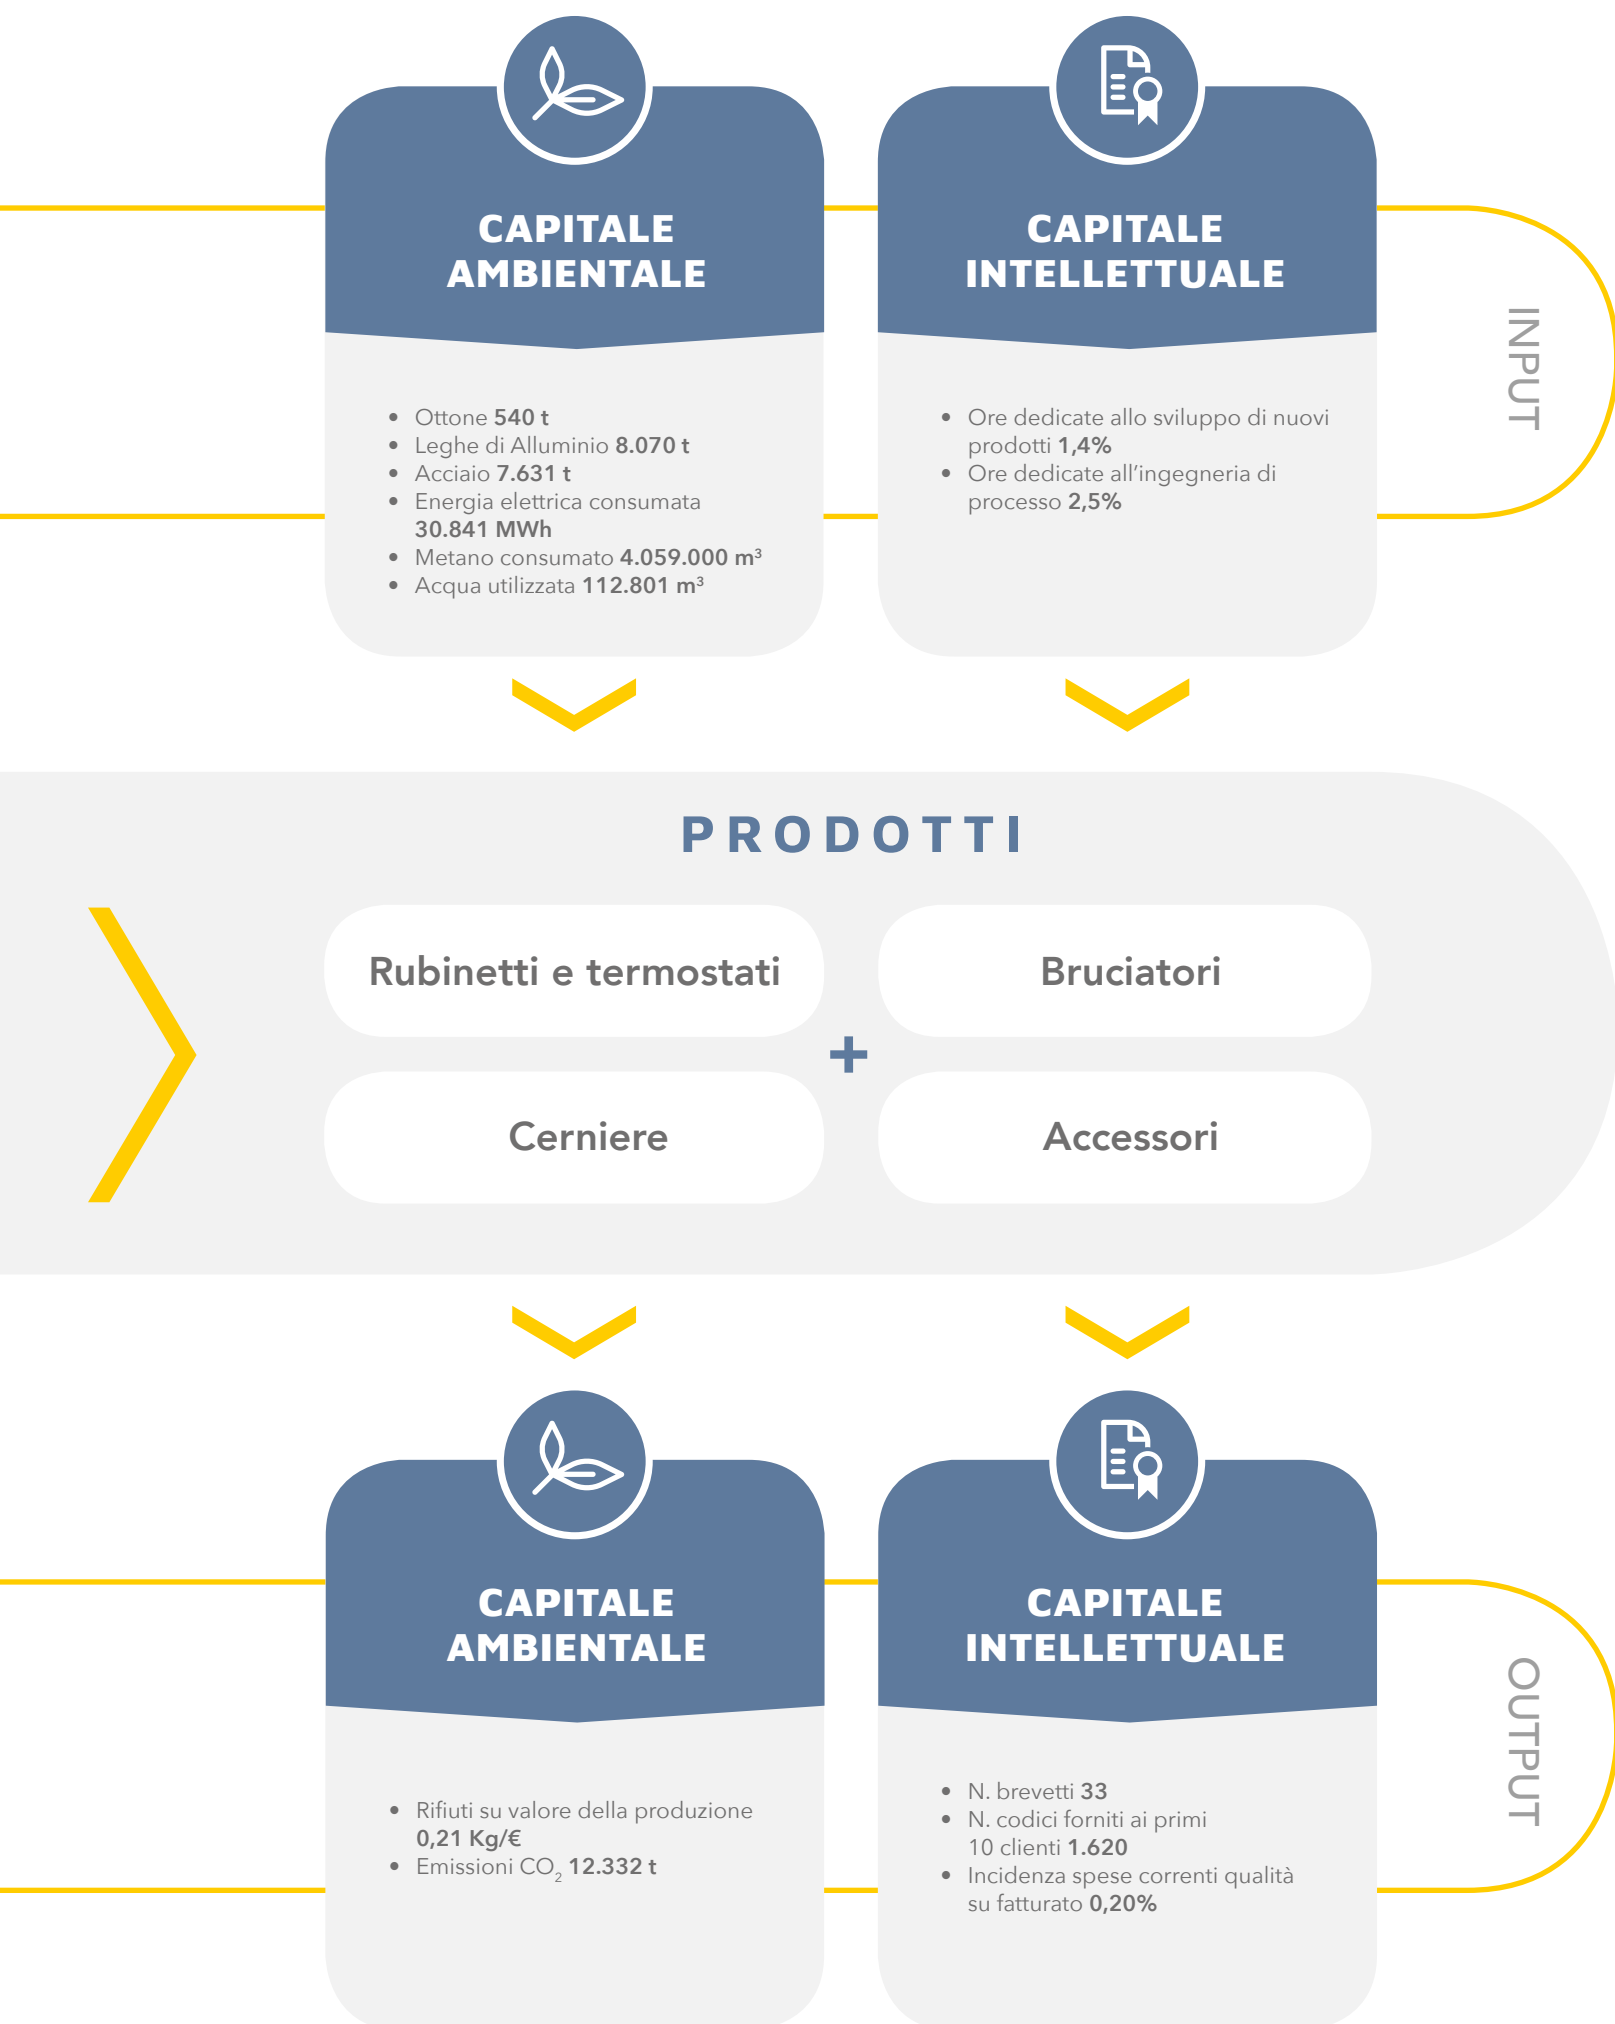 CAPITALE
AMBIENTALE
• Ottone 540 t
• Leghe di Alluminio 8.070 t
• Acciaio 7.631 t
• Energia elettrica consumata
30.841 MWh
• Metano consumato 4.059.000 m³
• Acqua utilizzata 112.801 m³
CAPITALE
INTELLETTUALE
• Ore dedicate allo sviluppo di nuovi
prodotti 1,4%
• Ore dedicate all'ingegneria di
processo 2,5%
INPUT
PRODOTTI
Rubinetti e termostati
Bruciatori
+
Cerniere
Accessori
CAPITALE
AMBIENTALE
• Rifiuti su valore della produzione
0,21 Kg/€
• Emissioni CO₂ 12.332 t
CAPITALE
INTELLETTUALE
• N. brevetti 33
• N. codici forniti ai primi
10 clienti 1.620
• Incidenza spese correnti qualità
su fatturato 0,20%
OUTPUT